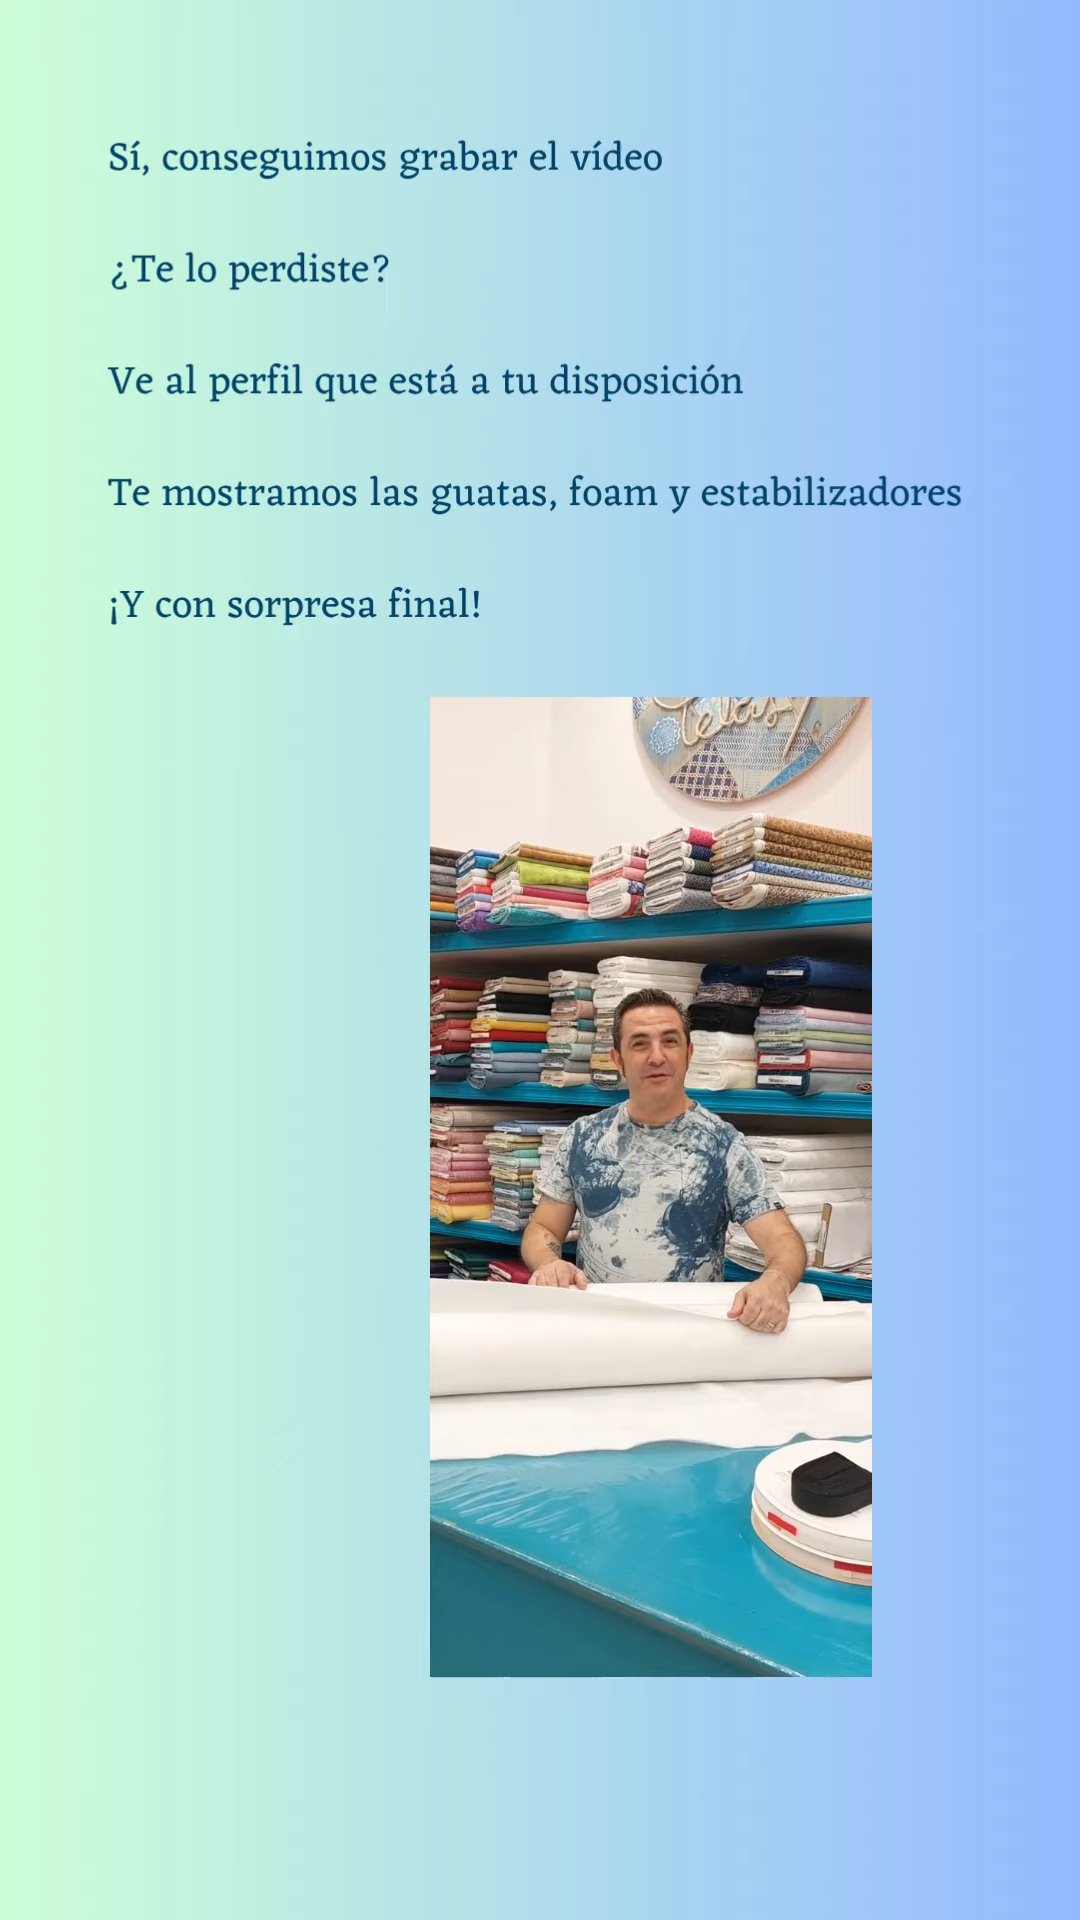 Sí, conseguimos grabar el vídeo
¿Te lo perdiste?
Ve al perfil que está a tu disposición
Te mostramos las guatas, foam y estabilizadores
¡Y con sorpresa final!
Telas y